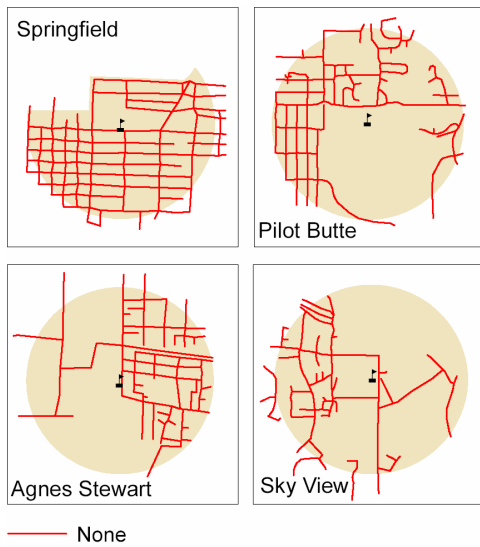 Springfield
Pilot Butte
Agnes Stewart
Sky View
None